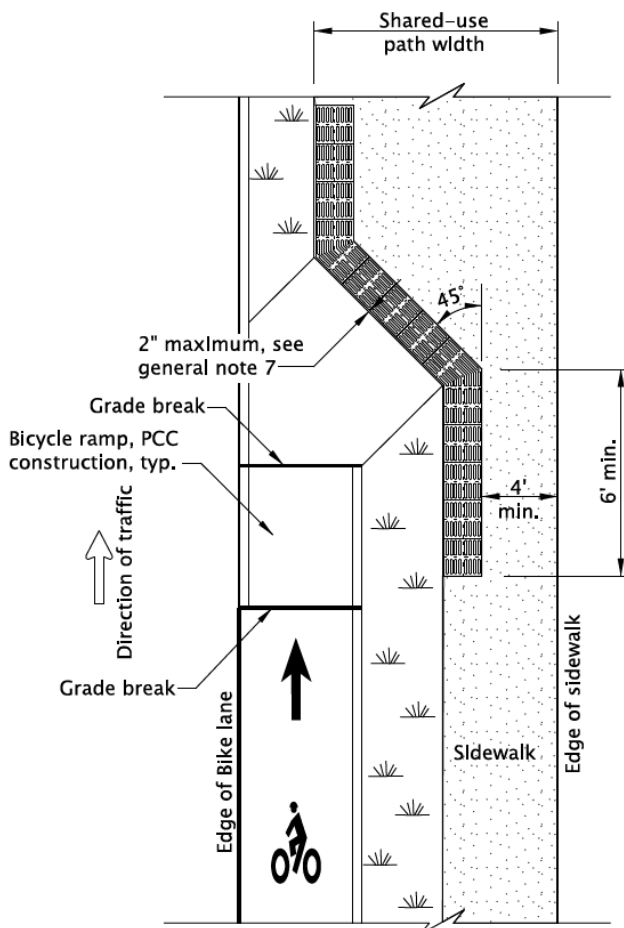 Shared-use
path width
45°
2" maximum, see
general note 7
Grade break
Bicycle ramp, PCC
construction, typ.
4'
min.
6' min.
Direction of traffic
Grade break
Edge of Bike lane
Sidewalk
Edge of sidewalk